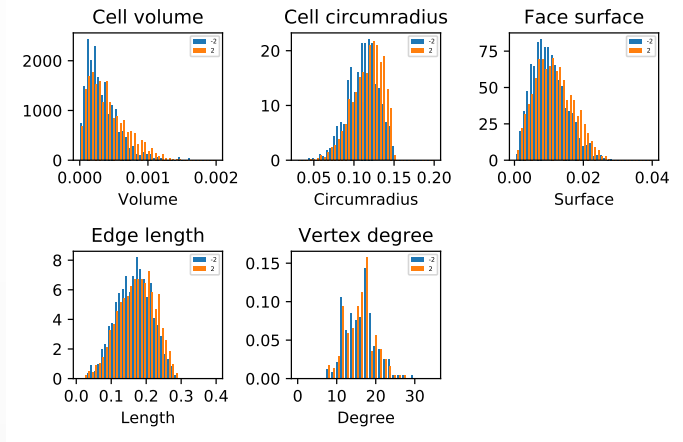 Cell volume
Cell circumradius
Face surface
-2
2
-2
2
-2
2
2000
1000
0
20
10
0
75
50
25
0
0.000 0.001 0.002
0.05 0.10 0.15 0.20
0.00 0.02 0.04
Volume
Circumradius
Surface
Edge length
Vertex degree
-2
2
-2
2
8
6
4
2
0
0.15
0.10
0.05
0.00
0.0 0.1 0.2 0.3 0.4
0 10 20 30
Length
Degree